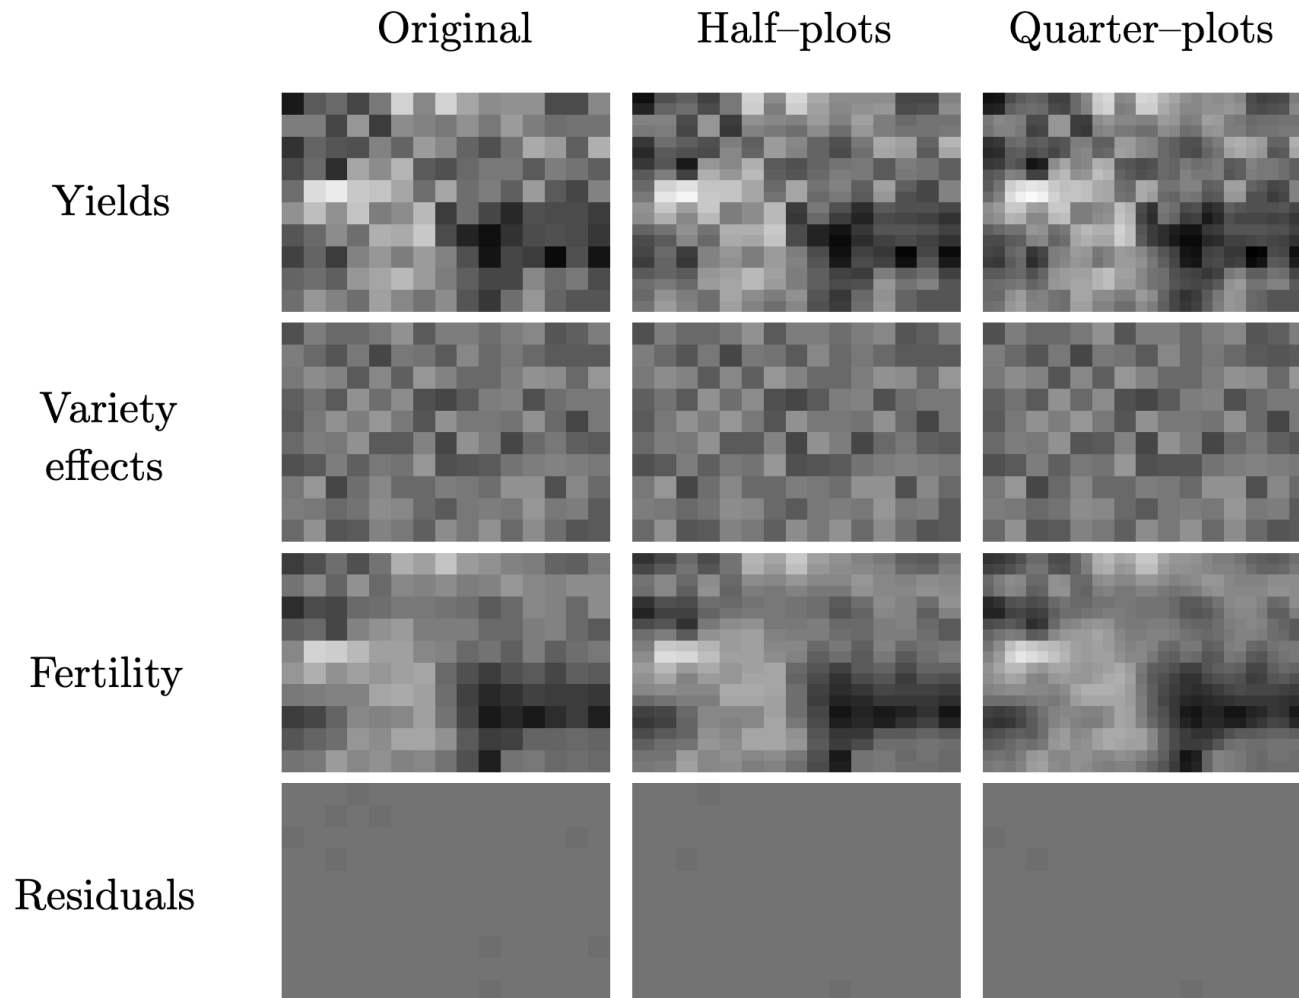 Original Half–plots Quarter–plots
Yields
Variety
effects
Fertility
Residuals